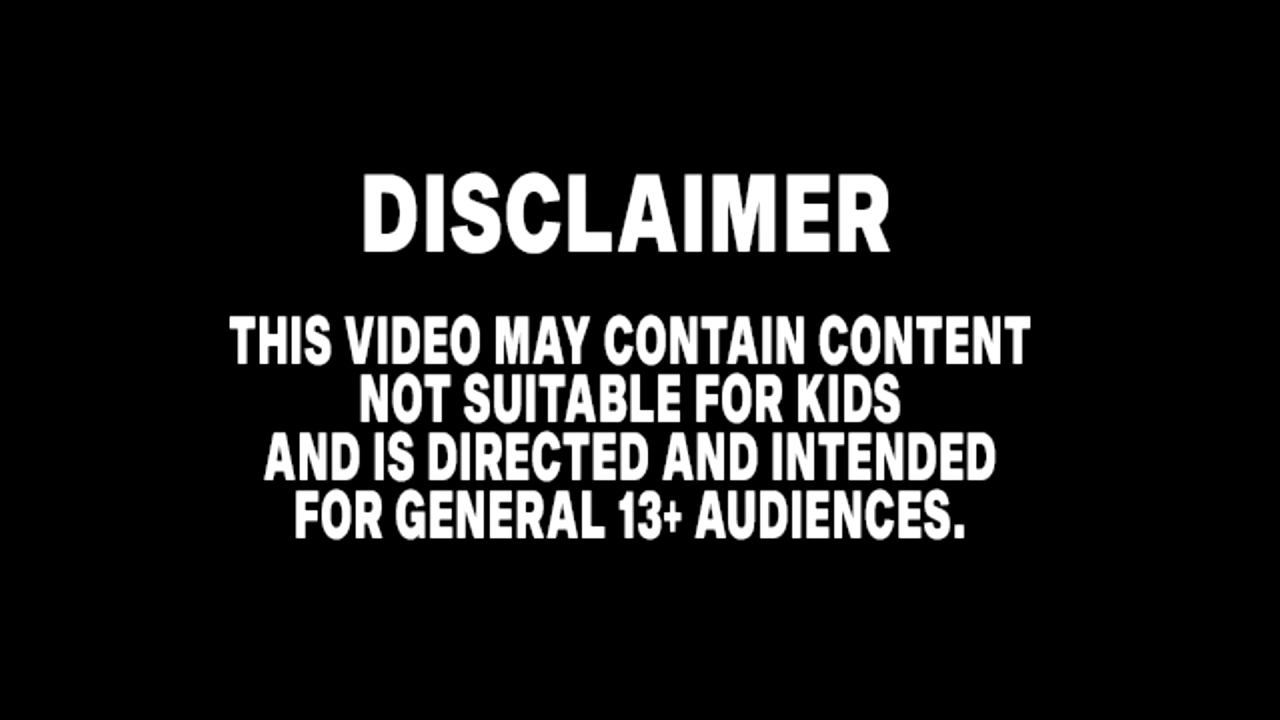 DISCLAIMER
THIS VIDEO MAY CONTAIN CONTENT
NOT SUITABLE FOR KIDS
AND IS DIRECTED AND INTENDED
FOR GENERAL 13+ AUDIENCES.